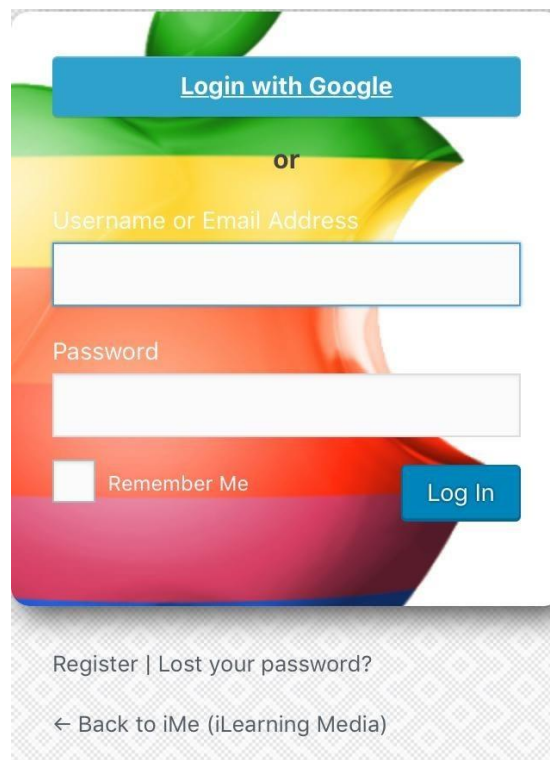 Login with Google
or
Username or Email Address
Password
Remember Me
Log In
Register | Lost your password?
← Back to iMe (iLearning Media)